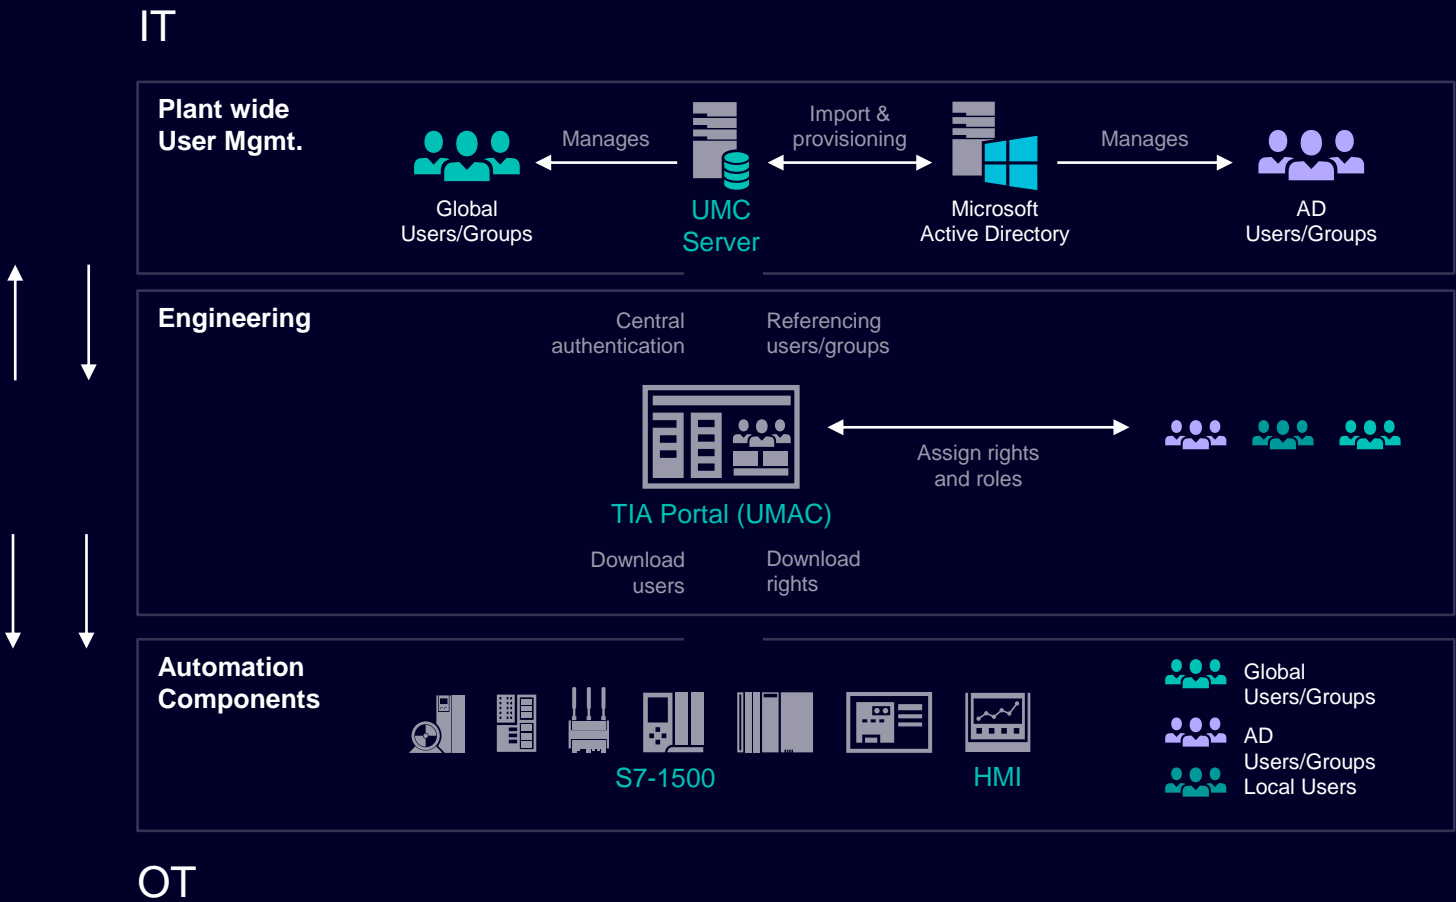 IT
Plant wide
User Mgmt.
Manages
Import &
provisioning
Manages
Global
Users/Groups
UMC
Server
Microsoft
Active Directory
AD
Users/Groups
Engineering
Central
authentication
Referencing
users/groups
Assign rights
and roles
TIA Portal (UMAC)
Download
users
Download
rights
Automation
Components
S7-1500
HMI
Global
Users/Groups
AD
Users/Groups
Local Users
OT